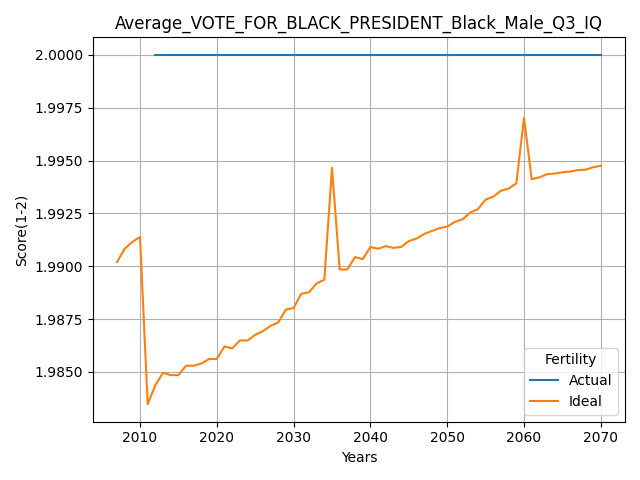 Average_VOTE_FOR_BLACK_PRESIDENT_Black_Male_Q3_IQ
Score(1-2)
2.0000
1.9975
1.9950
1.9925
1.9900
1.9875
1.9850
Fertility
Actual
Ideal
2010 2020 2030 2040 2050 2060 2070
Years